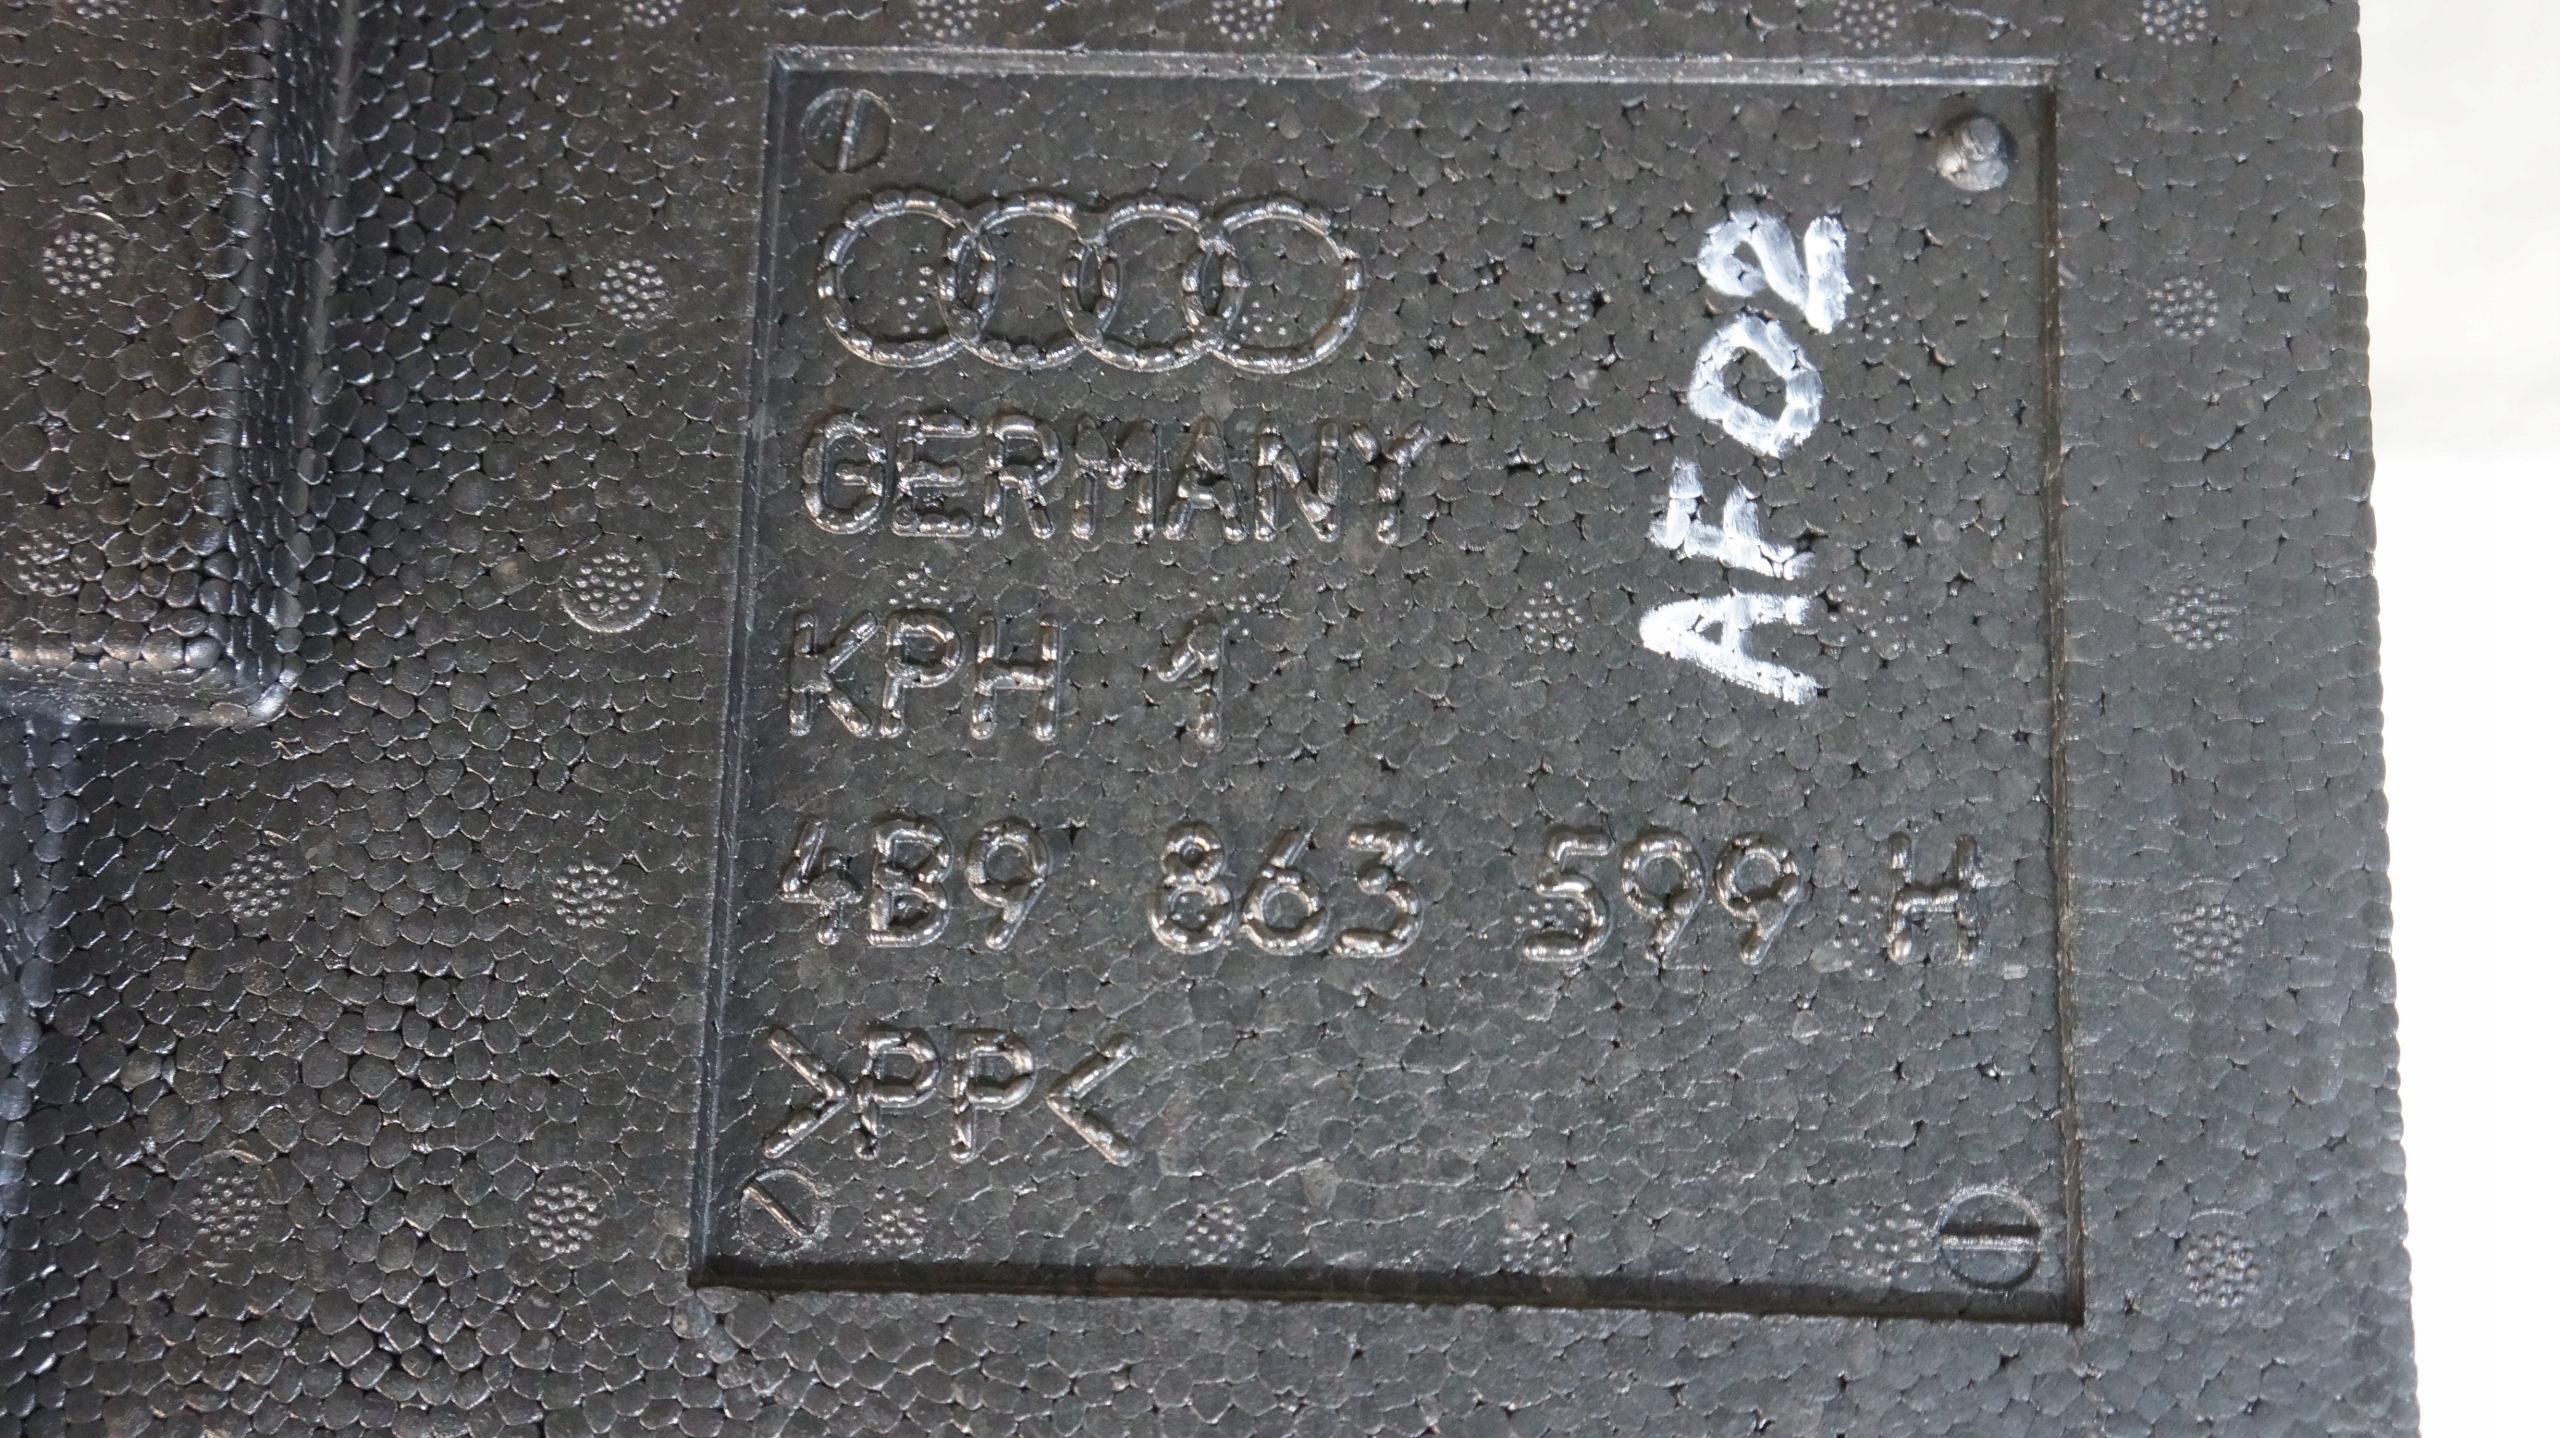 GERMANY
KPH 1
4B9 863 599 H
>PP<
AF02